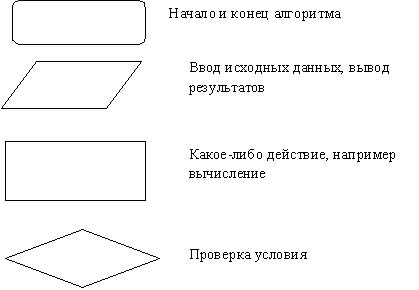 Начало и конец алгоритма
Ввод исходных данных, вывод
результатов
Какое-либо действие, например
вычисление
Проверка условия